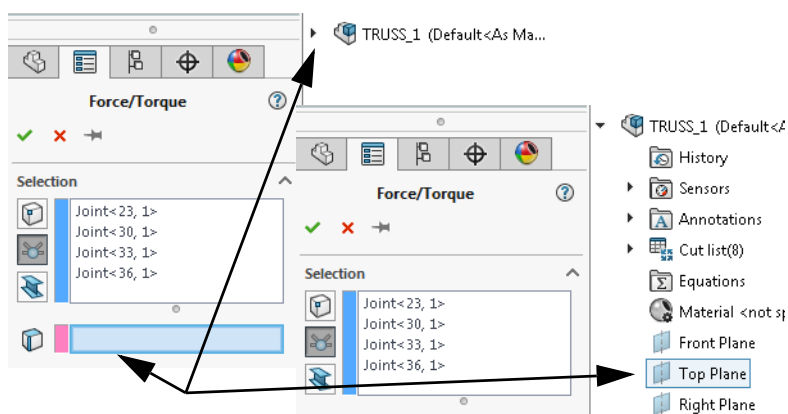 TRUSS_1 (Default<As Ma...
Force/Torque
Selection
Joint<23, 1>
Joint<30, 1>
Joint<33, 1>
Joint<36, 1>
Force/Torque
Selection
Joint<23, 1>
Joint<30, 1>
Joint<33, 1>
Joint<36, 1>
TRUSS_1 (Default<A
History
Sensors
Annotations
Cut list(8)
Equations
Material <not sp
Front Plane
Top Plane
Right Plane